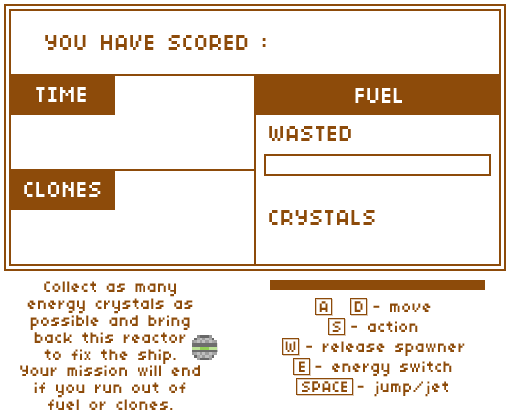 YOU HAVE SCORED :
TIME
FUEL
WASTED
CLONES
CRYSTALS
Collect as many
energy crystals as
possible and bring
back this reactor
to fix the ship.
Your mission will end
if you run out of
fuel or clones.
A D - move
S - action
W - release spawner
E - energy switch
SPACE - jump/jet